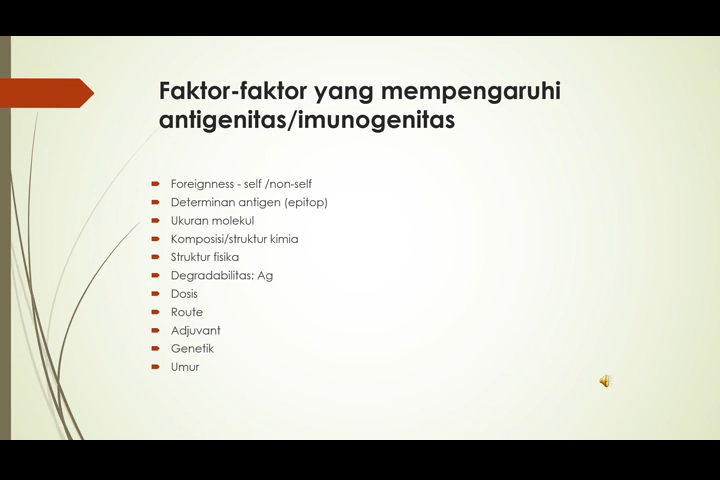 Faktor-faktor yang mempengaruhi
antigenitas/imunogenitas
Foreignness - self /non-self
Determinan antigen (epitop)
Ukuran molekul
Komposisi/struktur kimia
Struktur fisika
Degradabilitas: Ag
Dosis
Route
Adjuvant
Genetik
Umur